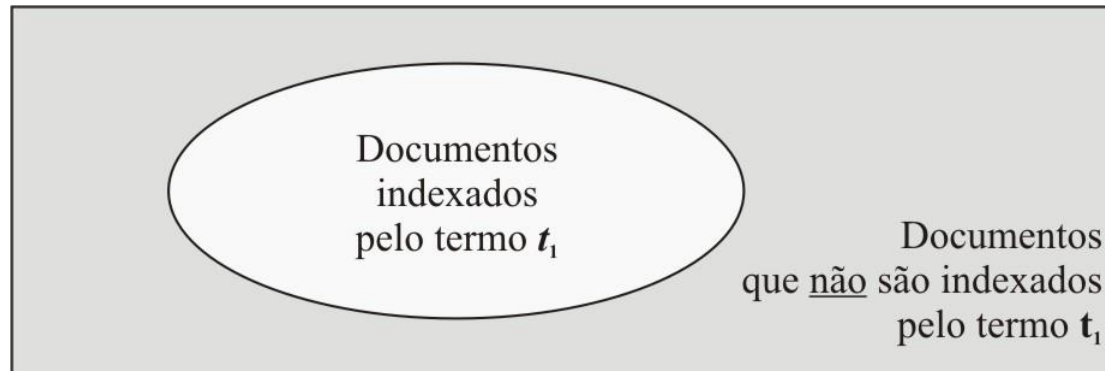 Documentos
indexados
pelo termo t₁
Documentos
que não são indexados
pelo termo t₁